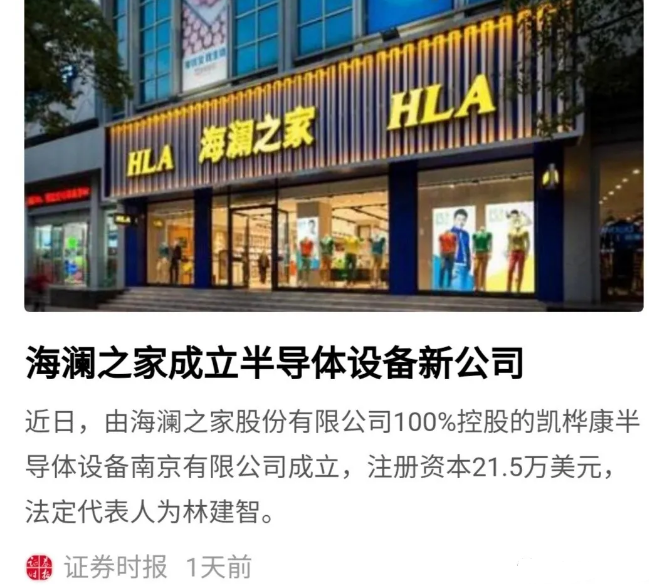 HLA 海澜之家 HLA
HLA
海澜之家成立半导体设备新公司
近日，由海澜之家股份有限公司100%控股的凯桦康半
导体设备南京有限公司成立，注册资本21.5万美元，
法定代表人为林建智。
证券时报 1天前